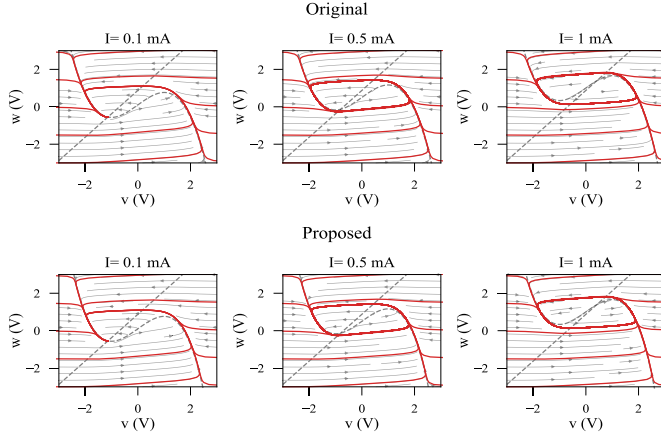 Original
I= 0.1 mA
I= 0.5 mA
I= 1 mA
w (V)
2
0
−2
−2
0
2
v (V)
w (V)
2
0
−2
−2
0
2
v (V)
w (V)
2
0
−2
−2
0
2
v (V)
Proposed
I= 0.1 mA
I= 0.5 mA
I= 1 mA
w (V)
2
0
−2
−2
0
2
v (V)
w (V)
2
0
−2
−2
0
2
v (V)
w (V)
2
0
−2
−2
0
2
v (V)